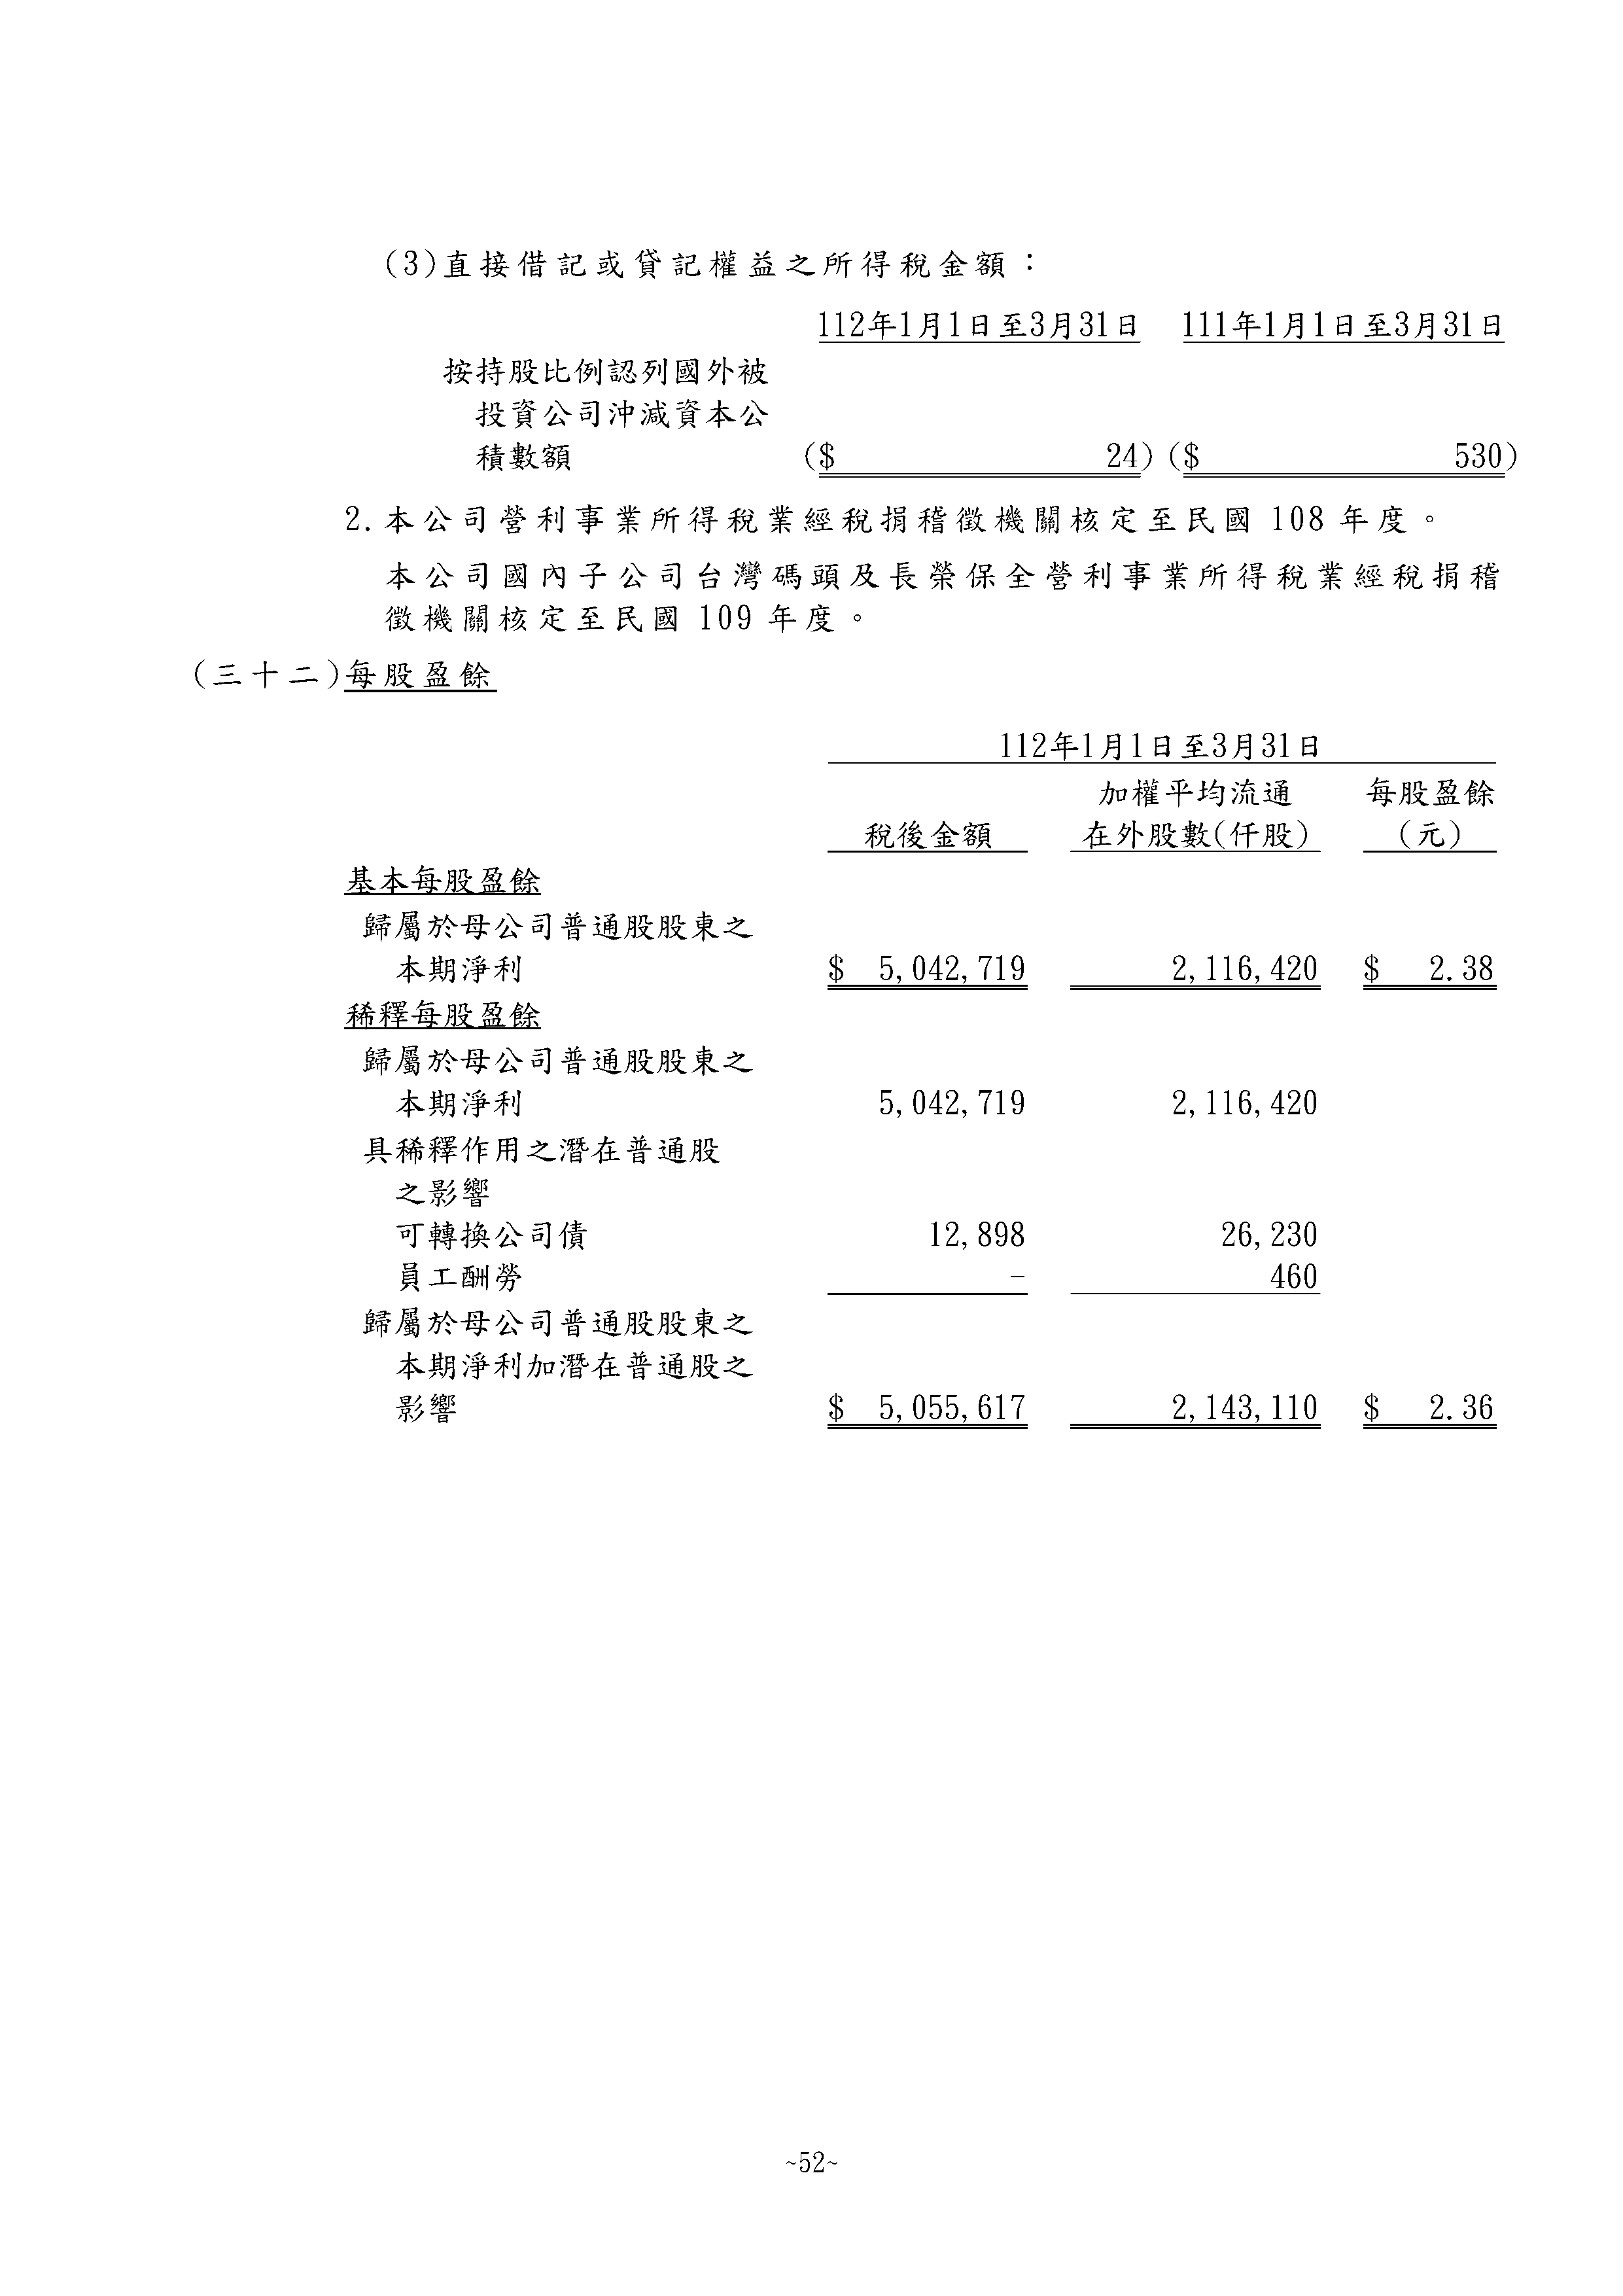 (3)直接借記或貸記權益之所得稅金額：
112年1月1日至3月31日 111年1月1日至3月31日
按持股比例認列國外被
投資公司沖減資本公
積數額 ($ 24) ($ 530)
2.本公司營利事業所得稅業經稅捐稽徵機關核定至民國 108 年度。
本公司國內子公司台灣碼頭及長榮保全營利事業所得稅業經稅捐稽
徵機關核定至民國 109 年度。
(三十二)每股盈餘
112年1月1日至3月31日
加權平均流通 每股盈餘
稅後金額 在外股數(仟股) (元)
基本每股盈餘
歸屬於母公司普通股股東之
本期淨利 $ 5,042,719 2,116,420 $ 2.38
稀釋每股盈餘
歸屬於母公司普通股股東之
本期淨利 5,042,719 2,116,420
具稀釋作用之潛在普通股
之影響
可轉換公司債 12,898 26,230
員工酬勞 - 460
歸屬於母公司普通股股東之
本期淨利加潛在普通股之
影響 $ 5,055,617 2,143,110 $ 2.36
~52~